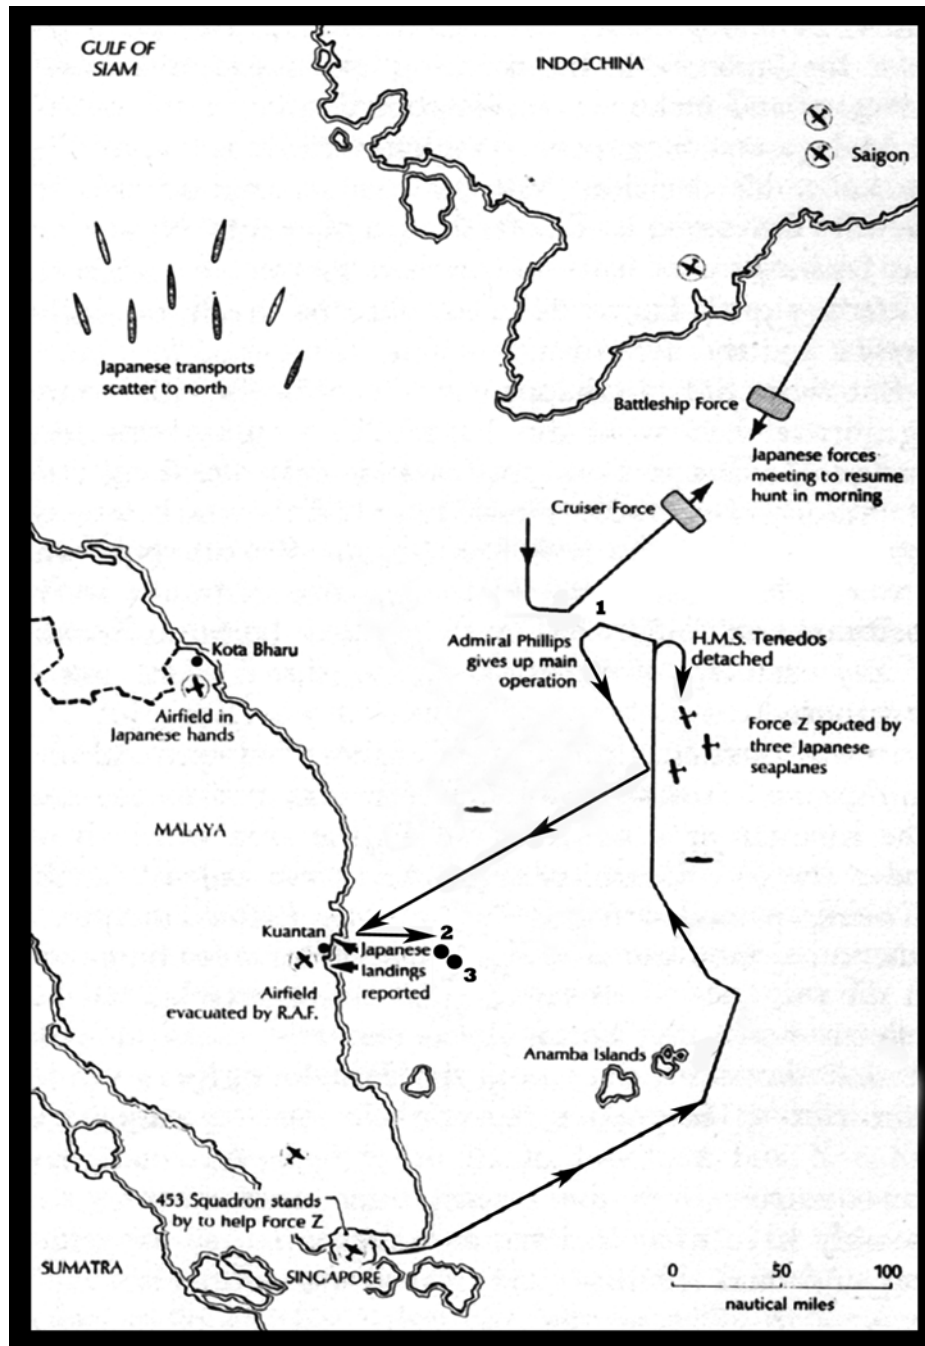 GULF OF
SIAM
INDO-CHINA
Saigon
Japanese transports
scatter to north
Battleship Force
Japanese forces
meeting to resume
hunt in morning
Cruiser Force
1
Admiral Phillips
gives up main
operation
H.M.S. Tenedos
detached
Kota Bharu
Airfield in
Japanese hands
Force Z spotted by
three Japanese
seaplanes
MALAYA
Kuantan
2
Japanese
landings
reported
3
Airfield
evacuated by R.A.F.
Anamba Islands
453 Squadron stands
by to help Force Z
SUMATRA
SINGAPORE
0 50 100
nautical miles